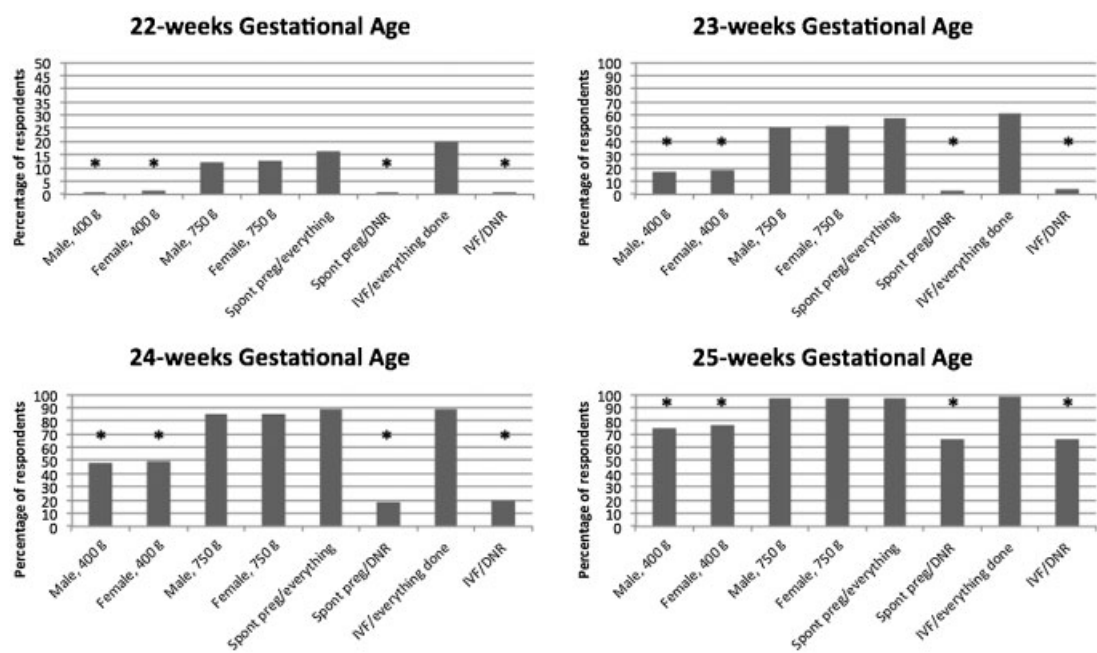 22-weeks Gestational Age
Percentage of respondents
50
45
40
35
30
25
20
15
10
5
0
* * * *
Male, 400 g
Female, 400 g
Male, 750 g
Female, 750 g
Spont preg/everything
Spont preg/DNR
IVF/everything done
IVF/DNR
23-weeks Gestational Age
Percentage of respondents
100
90
80
70
60
50
40
30
20
10
0
* * * *
Male, 400 g
Female, 400 g
Male, 750 g
Female, 750 g
Spont preg/everything
Spont preg/DNR
IVF/everything done
IVF/DNR
24-weeks Gestational Age
Percentage of respondents
100
90
80
70
60
50
40
30
20
10
0
* * * *
Male, 400 g
Female, 400 g
Male, 750 g
Female, 750 g
Spont preg/everything
Spont preg/DNR
IVF/everything done
IVF/DNR
25-weeks Gestational Age
Percentage of respondents
100
90
80
70
60
50
40
30
20
10
0
* * * *
Male, 400 g
Female, 400 g
Male, 750 g
Female, 750 g
Spont preg/everything
Spont preg/DNR
IVF/everything done
IVF/DNR